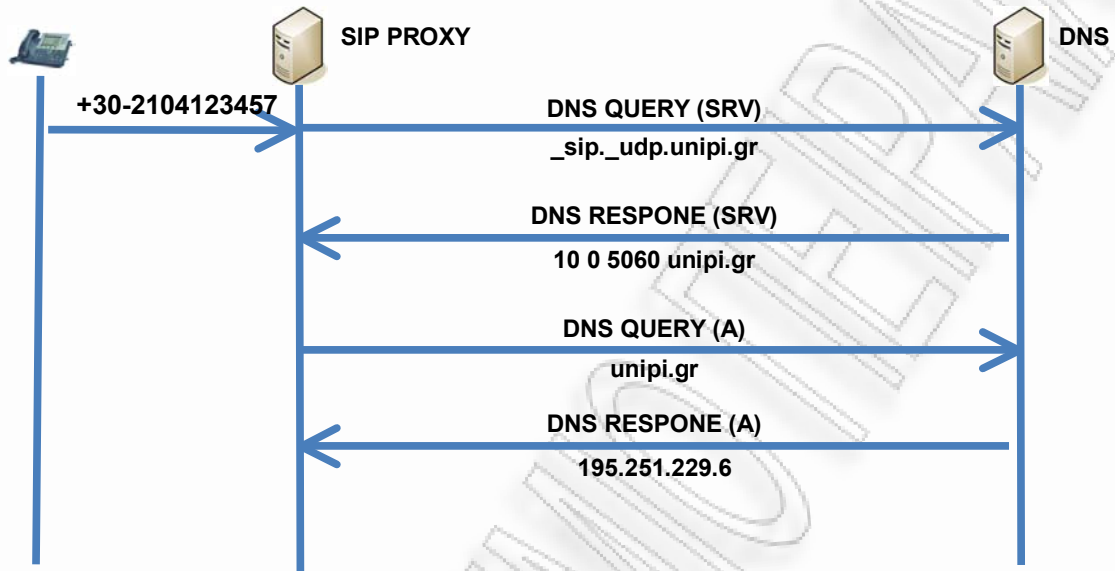 SIP PROXY
DNS
+30-2104123457
DNS QUERY (SRV)
_sip._udp.unipi.gr
DNS RESPONE (SRV)
10 0 5060 unipi.gr
DNS QUERY (A)
unipi.gr
DNS RESPONE (A)
195.251.229.6